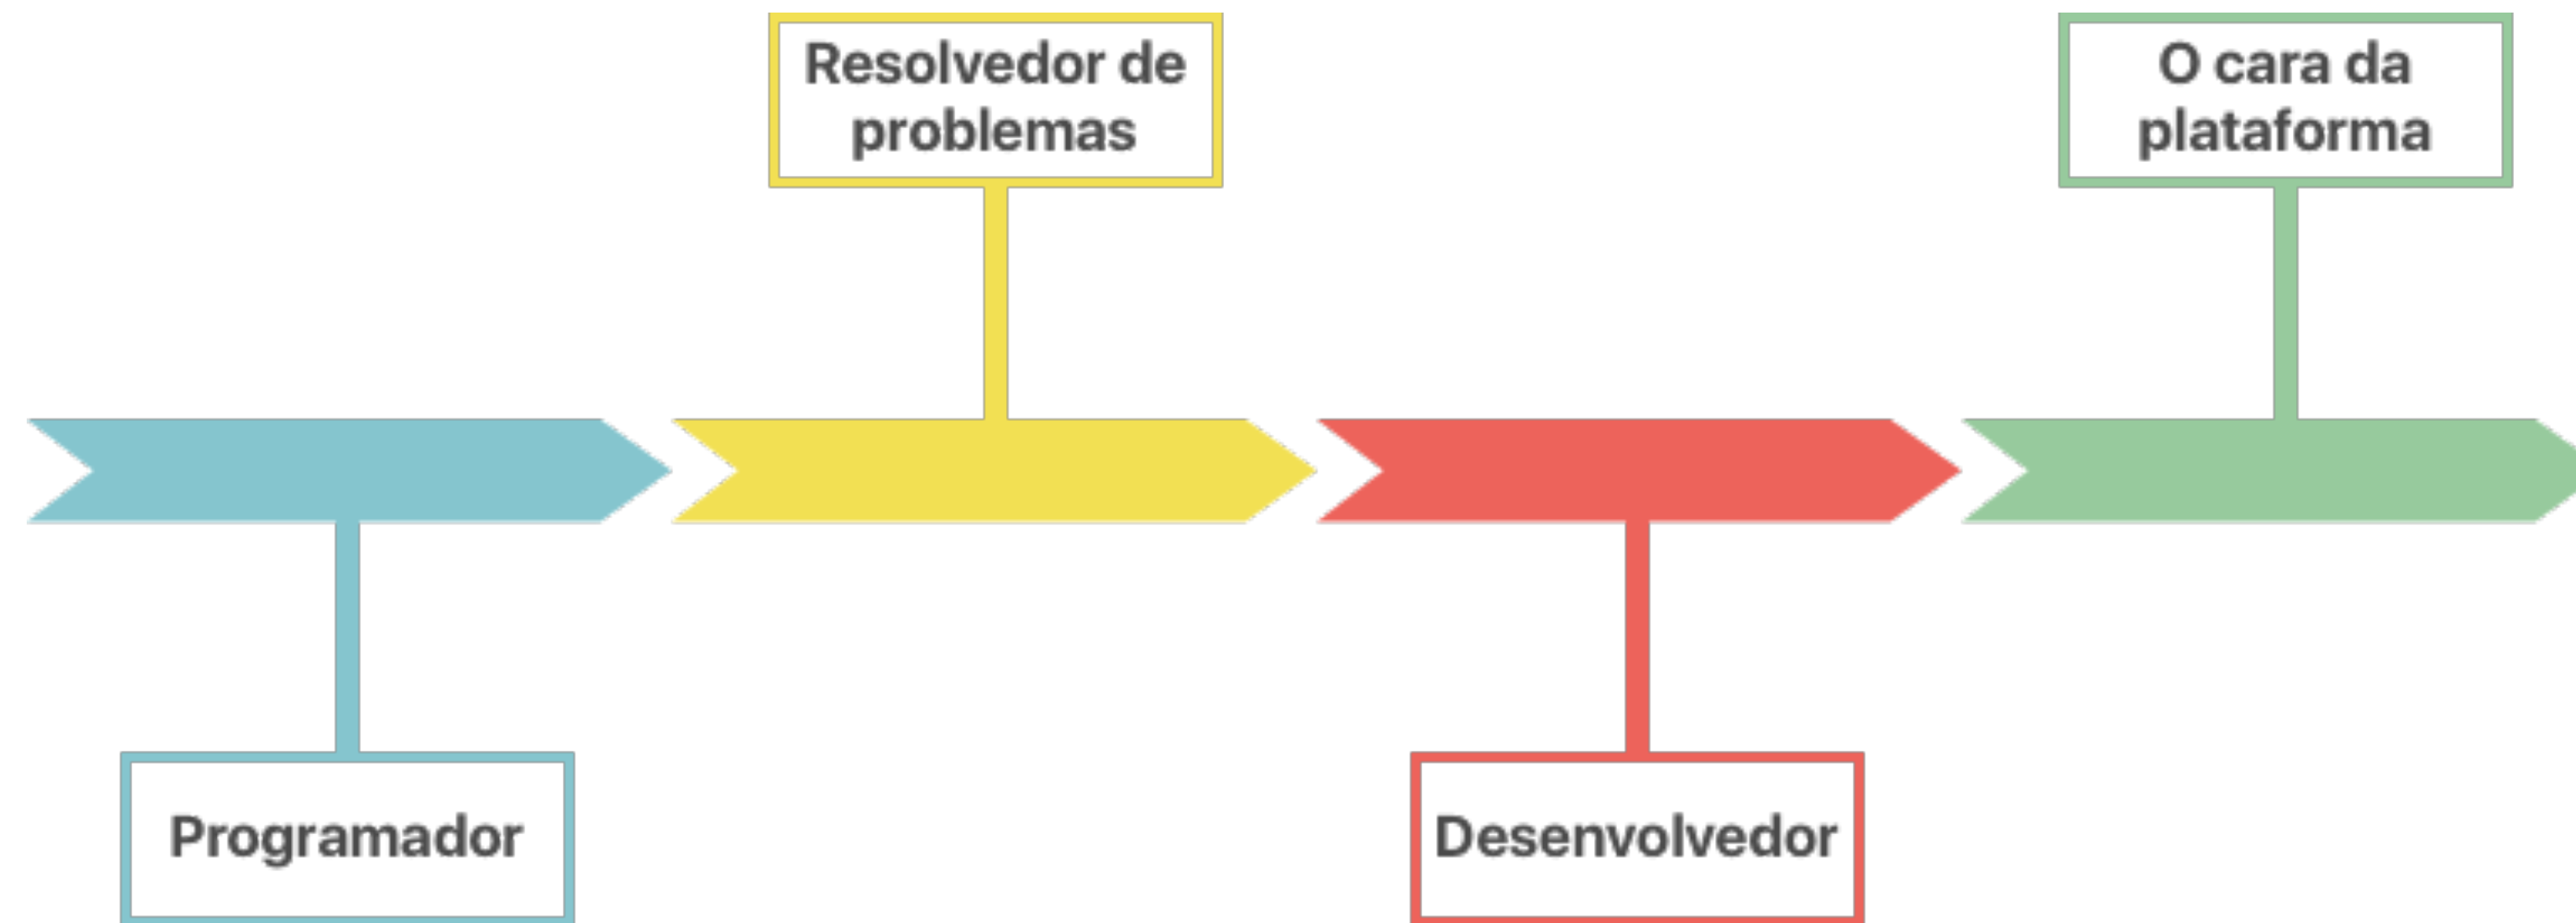 Resolvedor de
problemas
O cara da
plataforma
Programador
Desenvolvedor